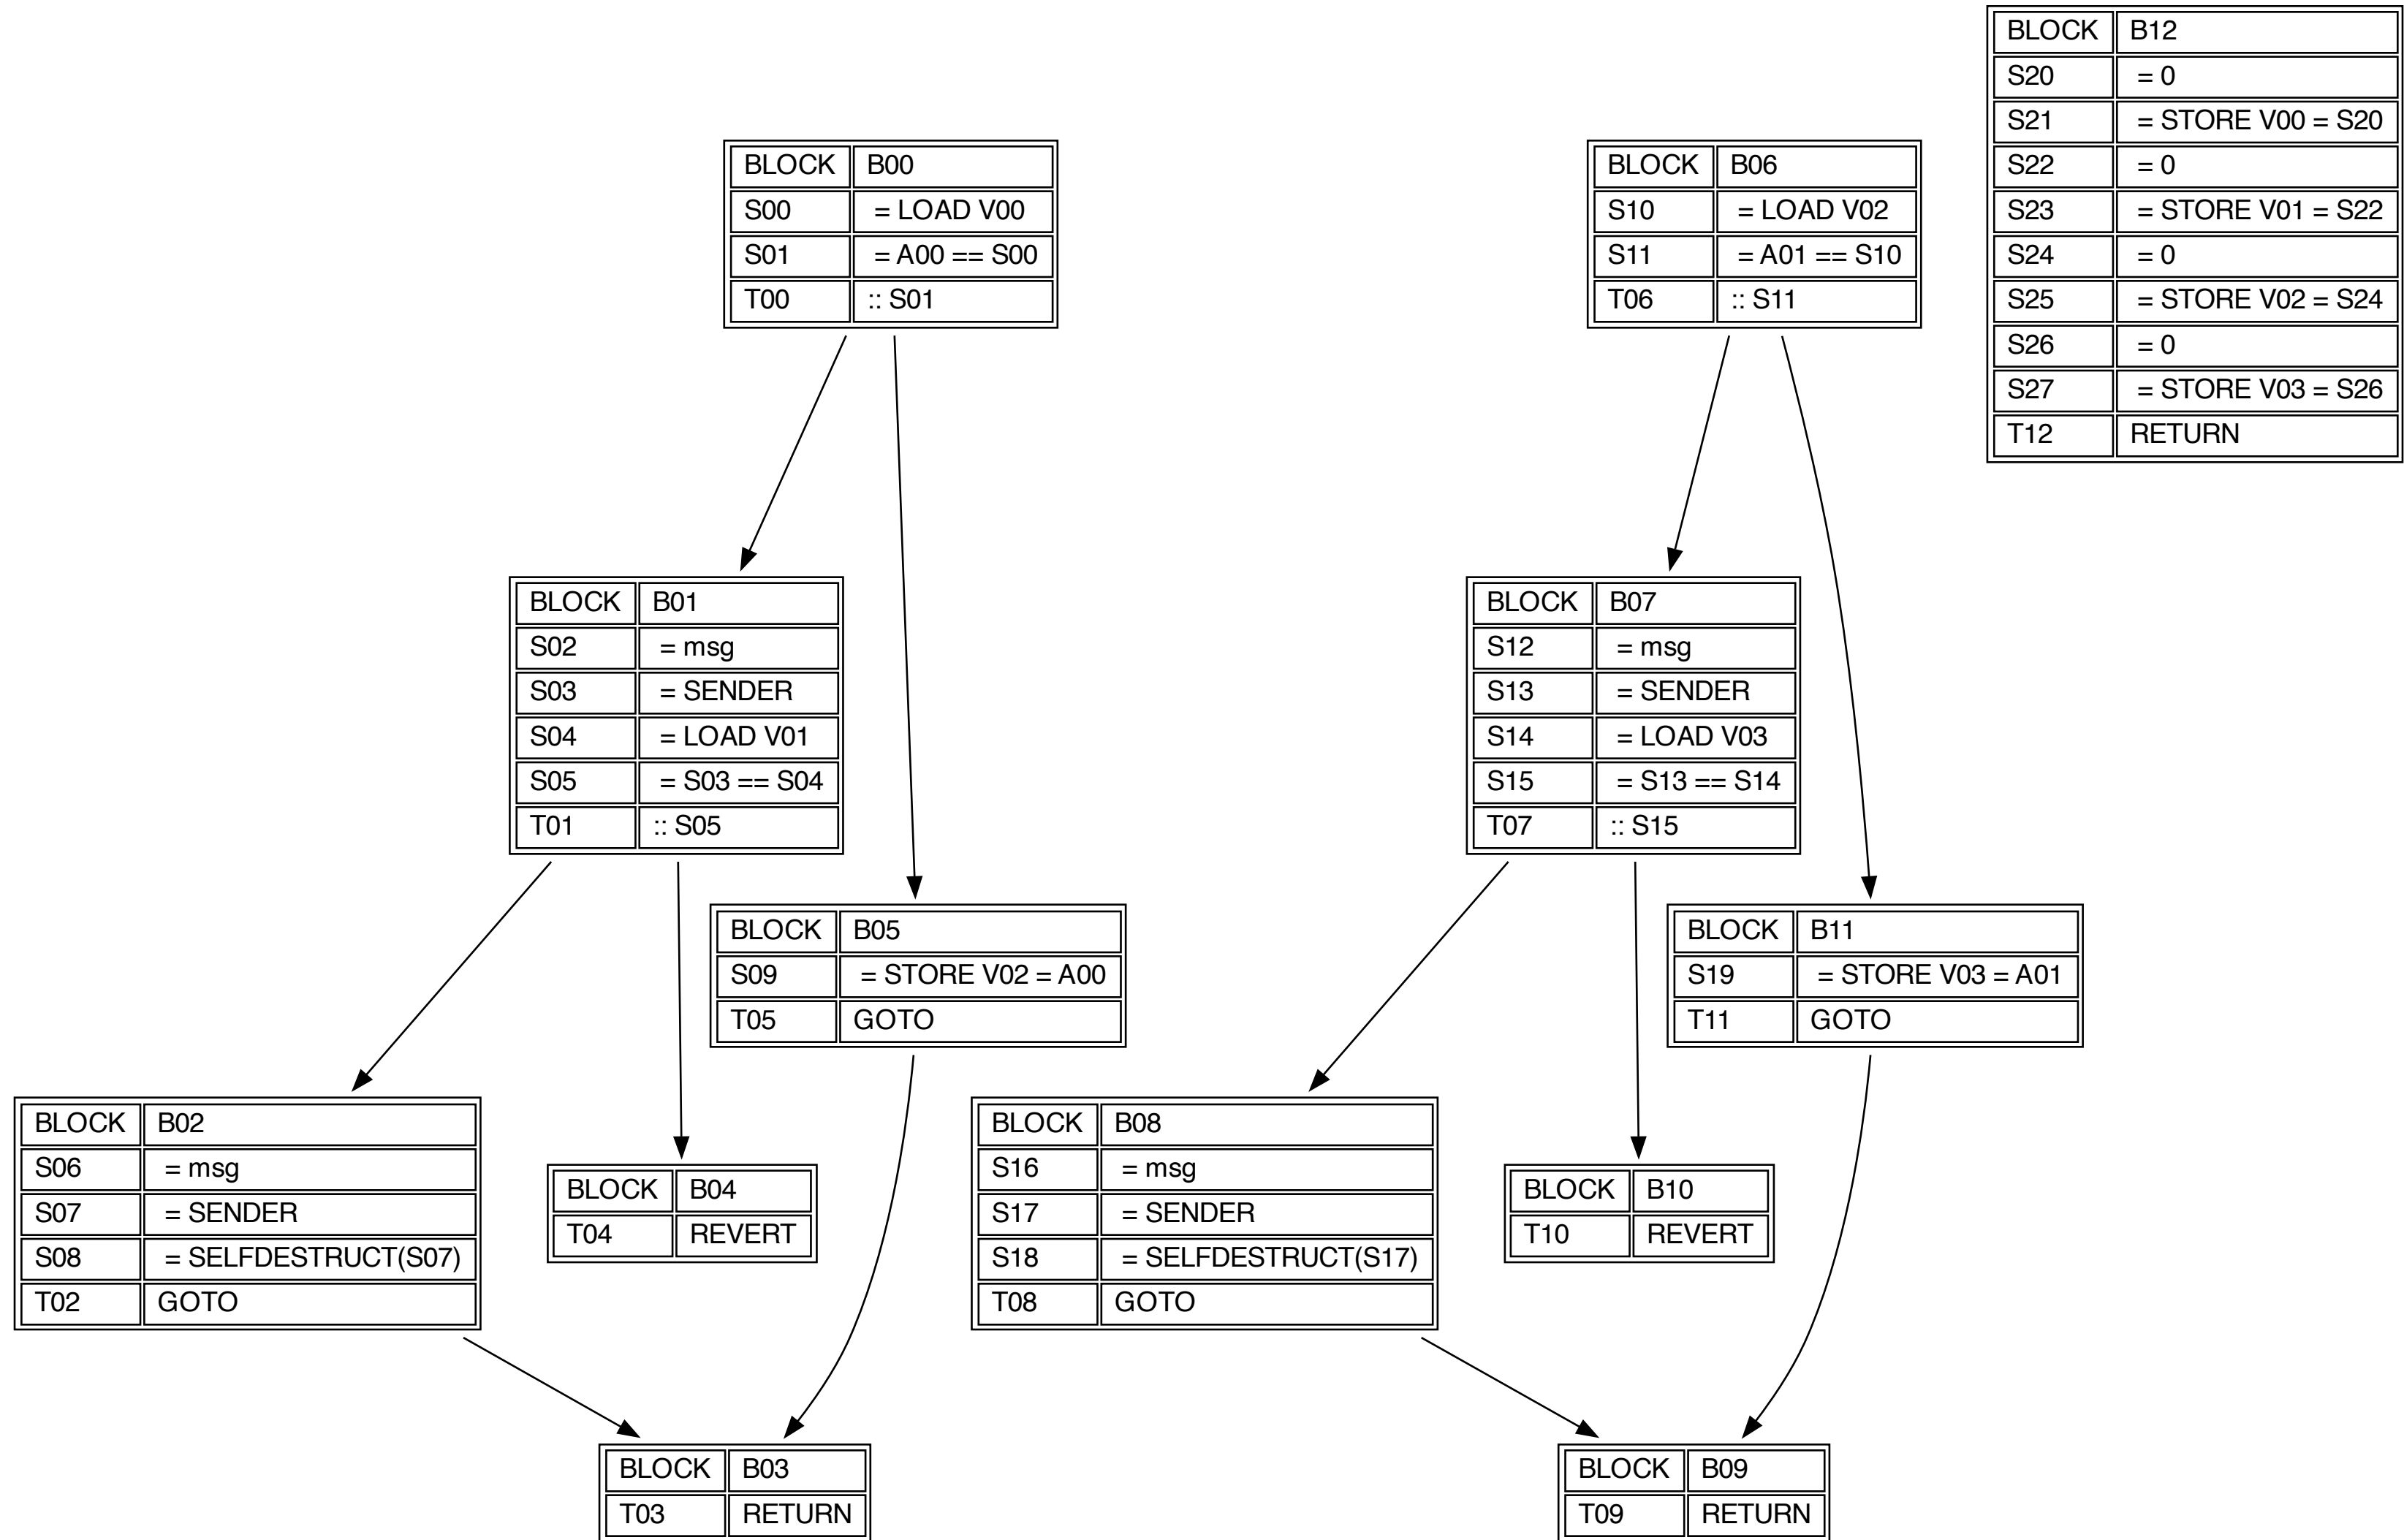 BLOCK B00
S00 = LOAD V00
S01 = A00 == S00
T00 :: S01
BLOCK B01
S02 = msg
S03 = SENDER
S04 = LOAD V01
S05 = S03 == S04
T01 :: S05
BLOCK B02
S06 = msg
S07 = SENDER
S08 = SELFDESTRUCT(S07)
T02 GOTO
BLOCK B04
T04 REVERT
BLOCK B05
S09 = STORE V02 = A00
T05 GOTO
BLOCK B03
T03 RETURN
BLOCK B06
S10 = LOAD V02
S11 = A01 == S10
T06 :: S11
BLOCK B07
S12 = msg
S13 = SENDER
S14 = LOAD V03
S15 = S13 == S14
T07 :: S15
BLOCK B08
S16 = msg
S17 = SENDER
S18 = SELFDESTRUCT(S17)
T08 GOTO
BLOCK B10
T10 REVERT
BLOCK B11
S19 = STORE V03 = A01
T11 GOTO
BLOCK B09
T09 RETURN
BLOCK B12
S20 = 0
S21 = STORE V00 = S20
S22 = 0
S23 = STORE V01 = S22
S24 = 0
S25 = STORE V02 = S24
S26 = 0
S27 = STORE V03 = S26
T12 RETURN